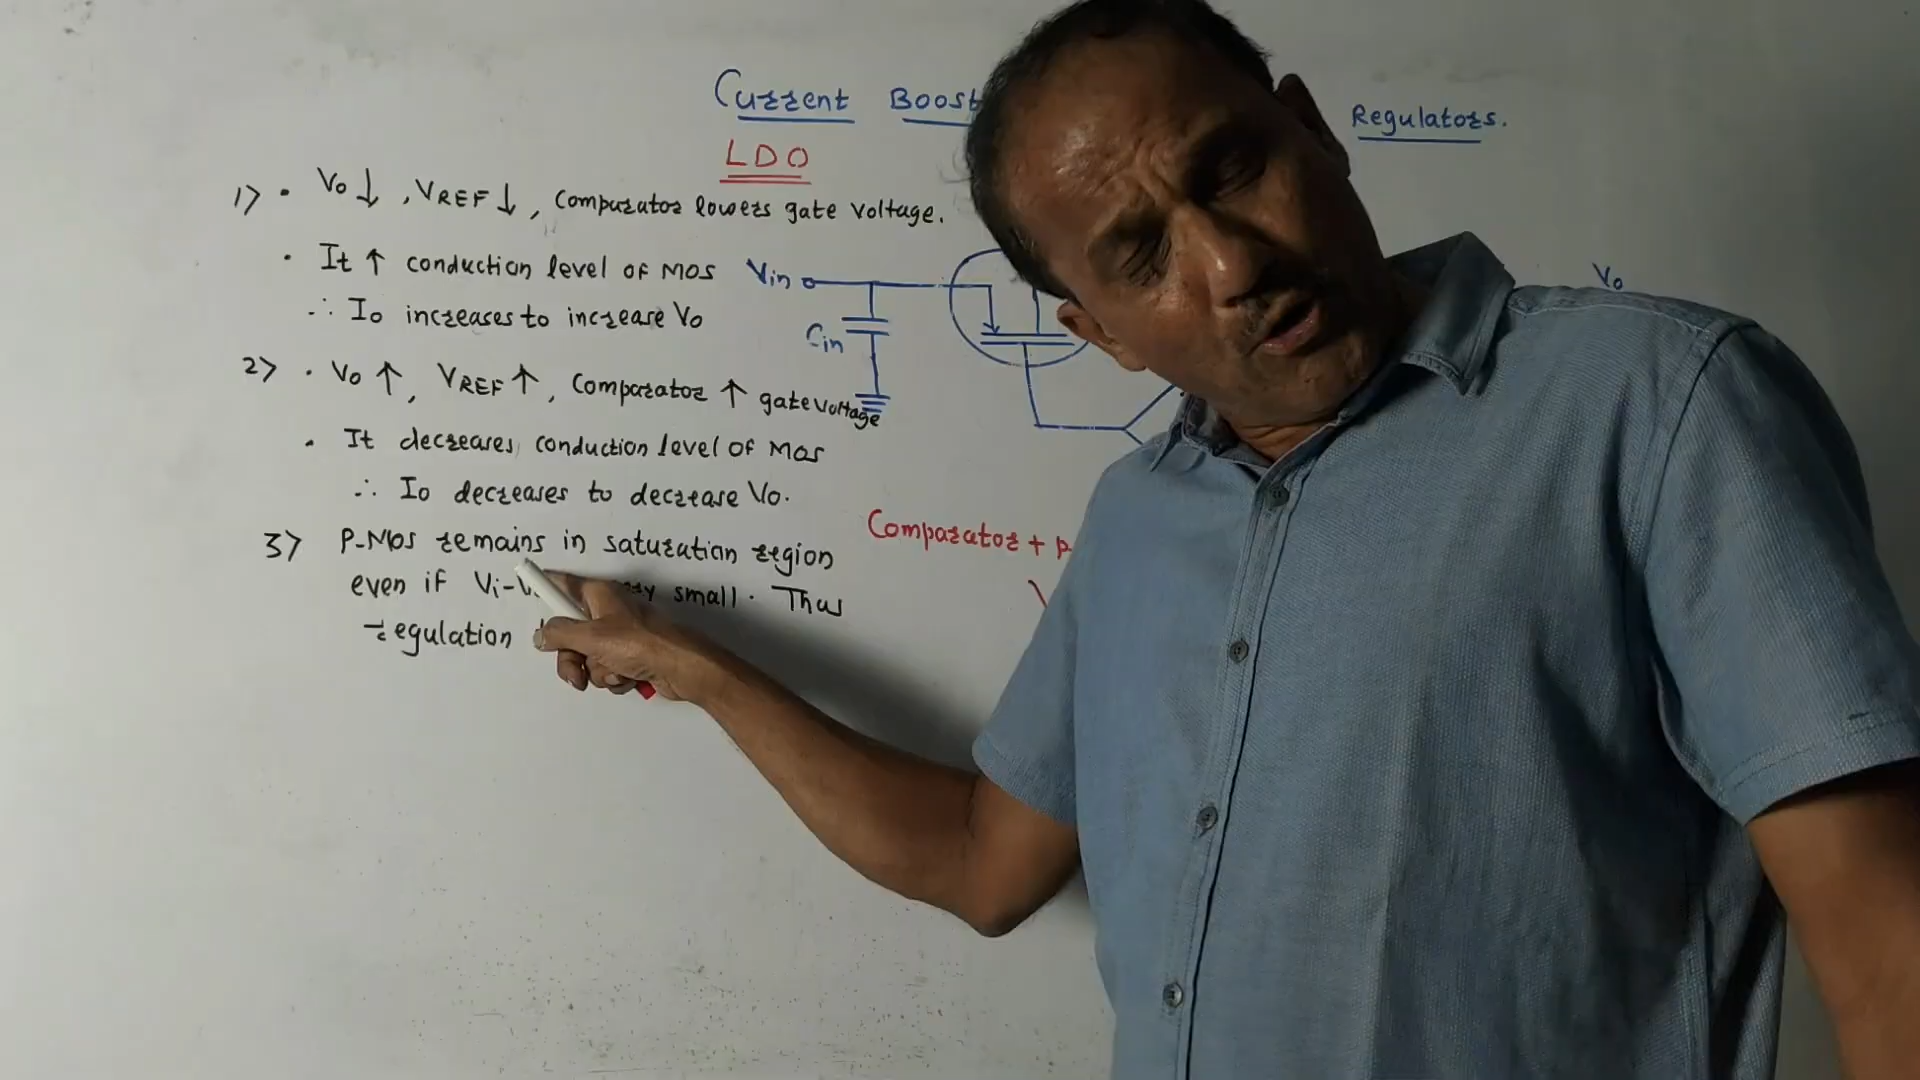 Current Boost Regulators.
LDO
1) • Vo ↓, VREF ↓, Comparator lowers gate voltage.
• It ↑ conduction level of MOS
∴ Io increases to increase Vo
2) • Vo ↑, VREF ↑, Comparator ↑ gate voltage
• It decreases conduction level of MOS
∴ Io decreases to decrease Vo.
3) P-MOS remains in saturation region
even if Vi- small. Thus
regulation
Vin
Cin
Vo
Comparator + P